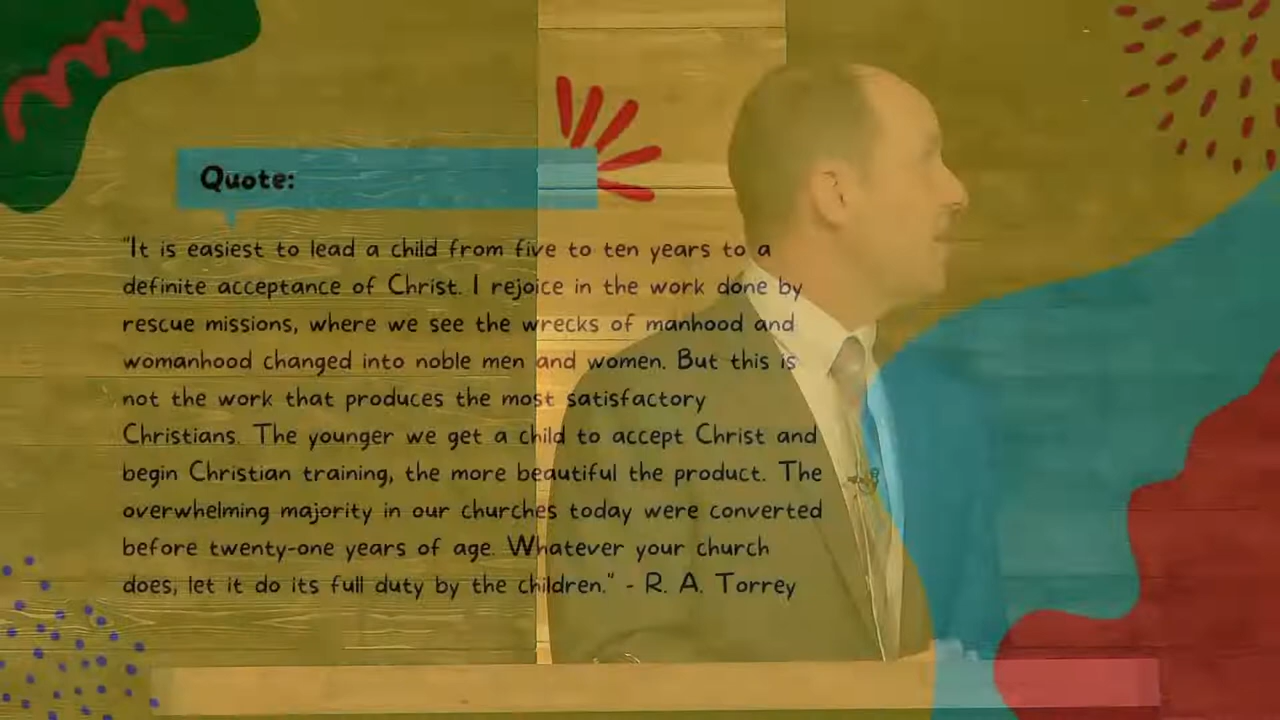 Quote:
"It is easiest to lead a child from five to ten years to a
definite acceptance of Christ. I rejoice in the work done by
rescue missions, where we see the wrecks of manhood and
womanhood changed into noble men and women. But this is
not the work that produces the most satisfactory
Christians. The younger we get a child to accept Christ and
begin Christian training, the more beautiful the product. The
overwhelming majority in our churches today were converted
before twenty-one years of age. Whatever your church
does, let it do its full duty by the children." - R. A. Torrey